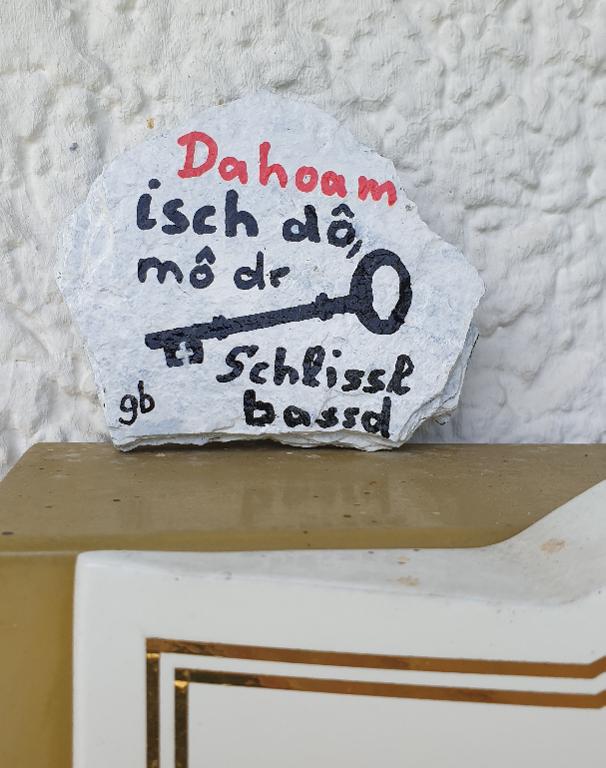 Dahoam
isch dô,
mô dr
Schlissl
bassd
gb